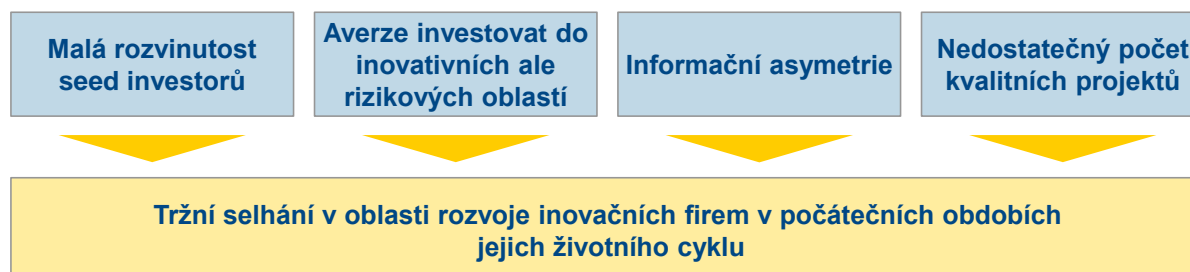 Malá rozvinutost
seed investorů
Averze investovat do
inovativních ale
rizikových oblastí
Informační asymetrie
Nedostatečný počet
kvalitních projektů
Tržní selhání v oblasti rozvoje inovačních firem v počátečních obdobích
jejich životního cyklu